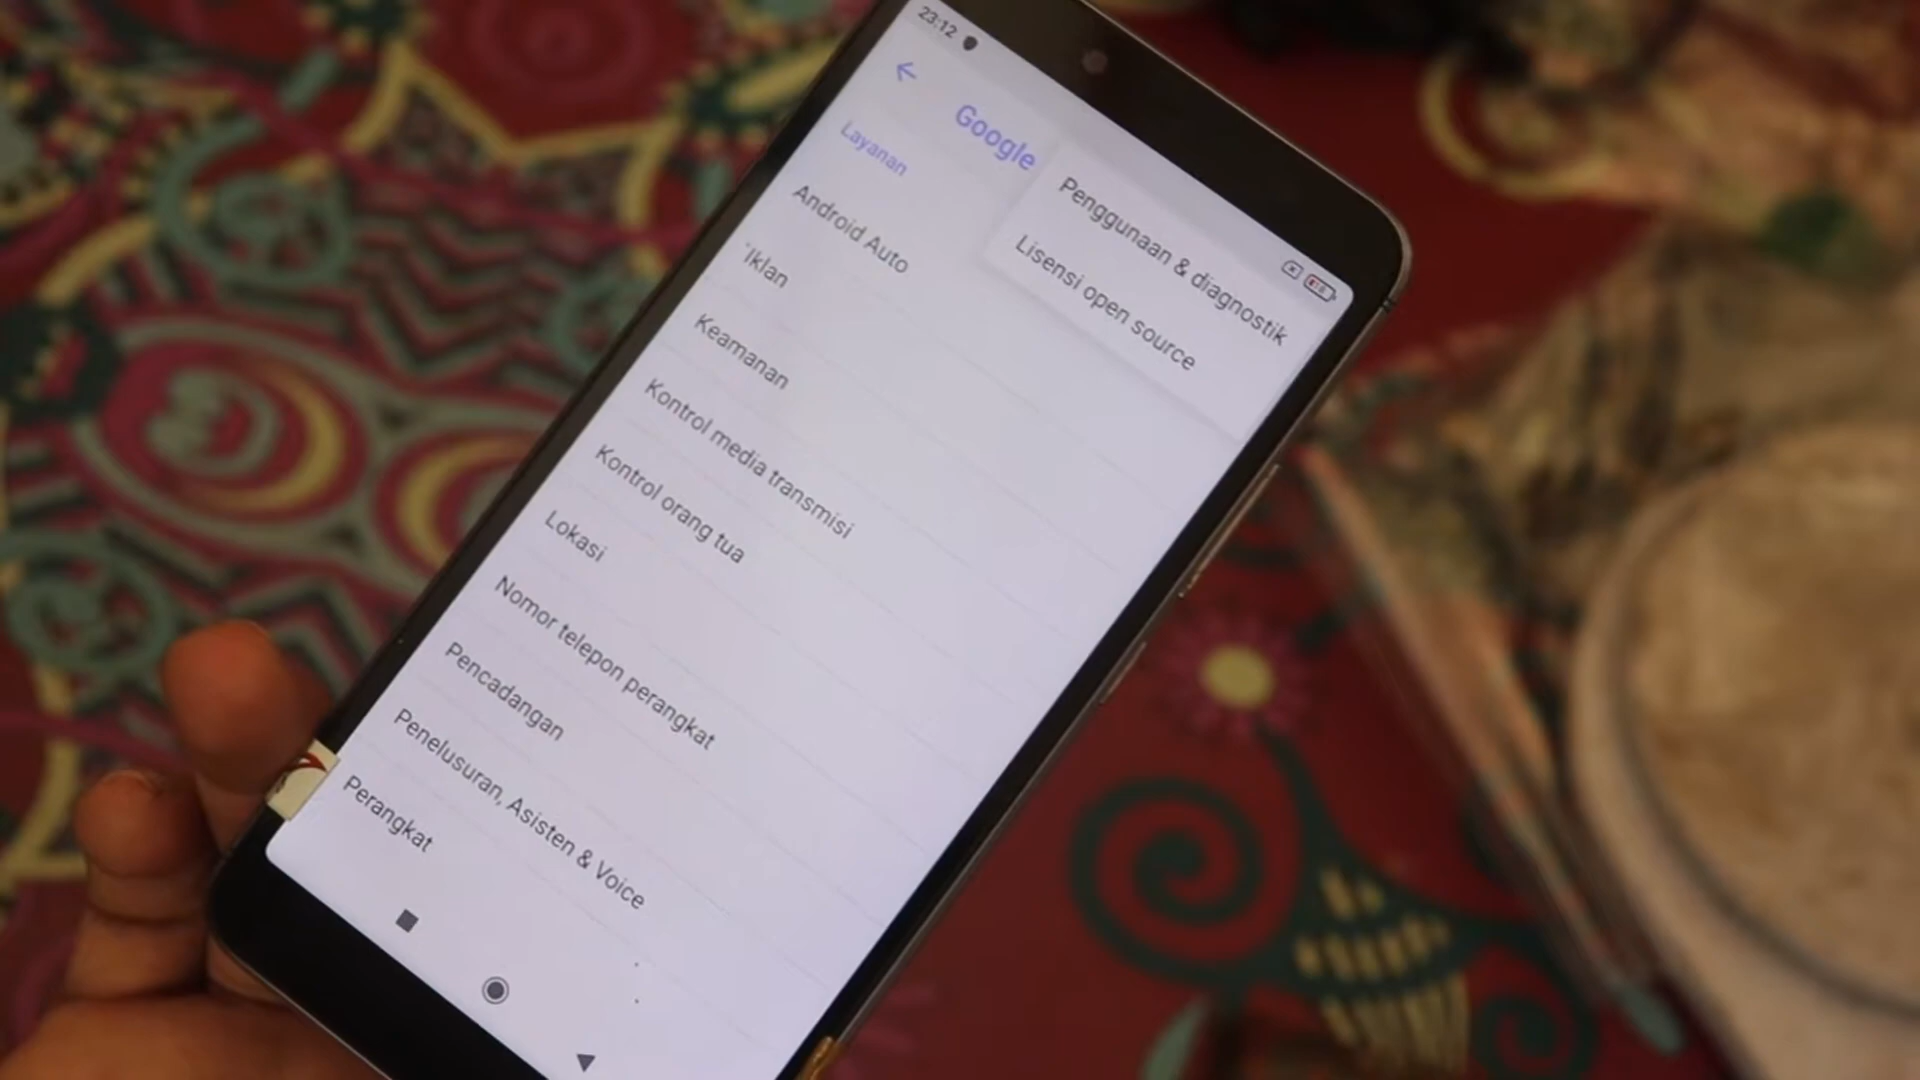 23:12
Google
Penggunaan & diagnostik
Lisensi open source
Layanan
Android Auto
Iklan
Keamanan
Kontrol media transmisi
Kontrol orang tua
Lokasi
Nomor telepon perangkat
Pencadangan
Penelusuran, Asisten & Voice
Perangkat